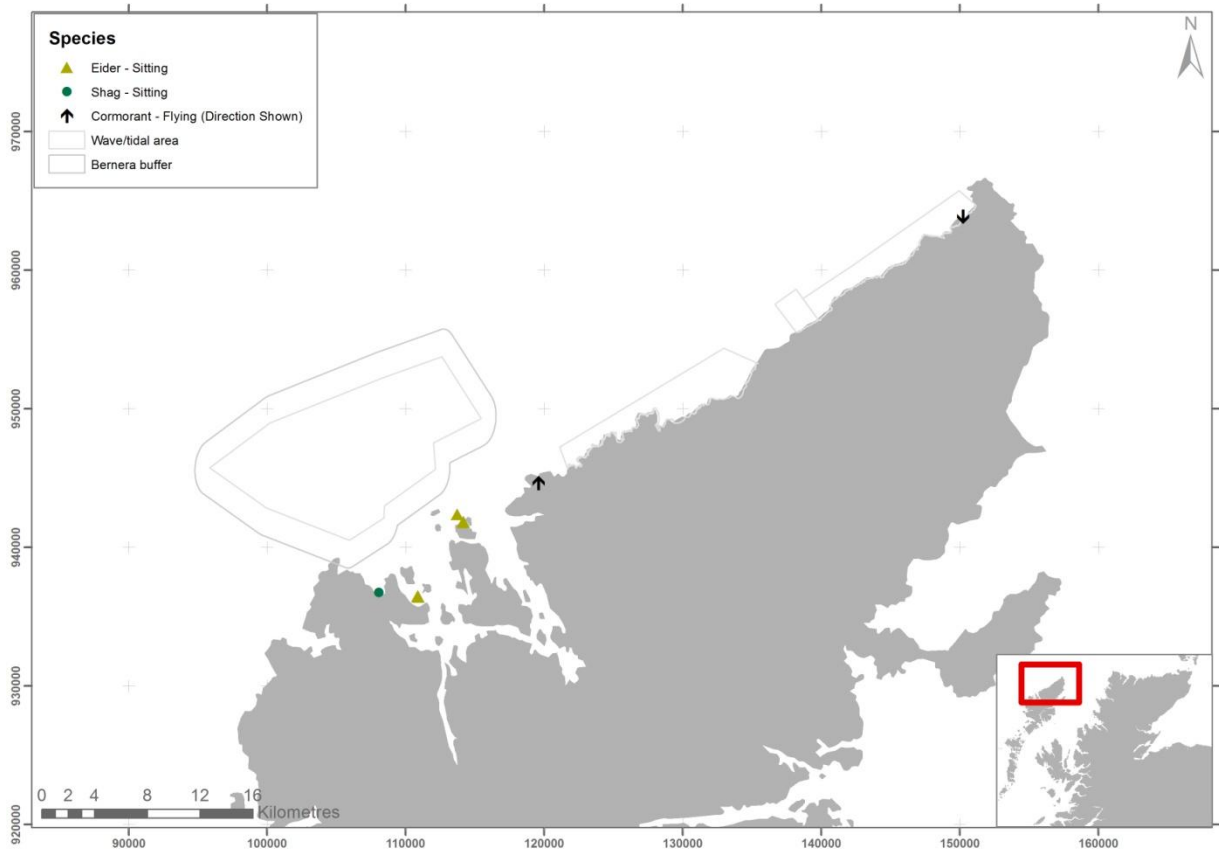 Species
Eider - Sitting
Shag - Sitting
Cormorant - Flying (Direction Shown)
Wave/tidal area
Bernera buffer
N
970000
960000
950000
940000
930000
920000
0 2 4 8 12 16
Kilometres
90000 100000 110000 120000 130000 140000 150000 160000